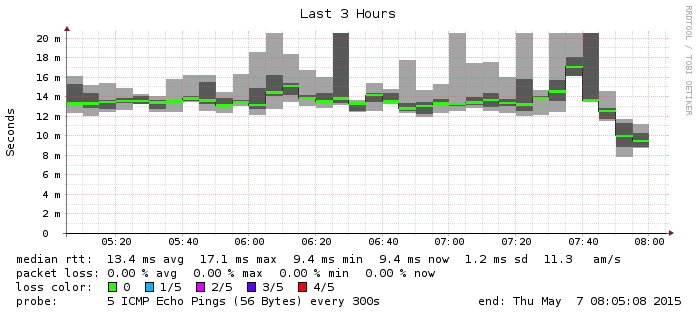 Last 3 Hours
RRDTOOL / TOBI OETIKER
Seconds
20 m
18 m
16 m
14 m
12 m
10 m
8 m
6 m
4 m
2 m
0
05:20 05:40 06:00 06:20 06:40 07:00 07:20 07:40 08:00
median rtt: 13.4 ms avg 17.1 ms max 9.4 ms min 9.4 ms now 1.2 ms sd 11.3 am/s
packet loss: 0.00 % avg 0.00 % max 0.00 % min 0.00 % now
loss color: 0 1/5 2/5 3/5 4/5
probe: 5 ICMP Echo Pings (56 Bytes) every 300s end: Thu May 7 08:05:08 2015